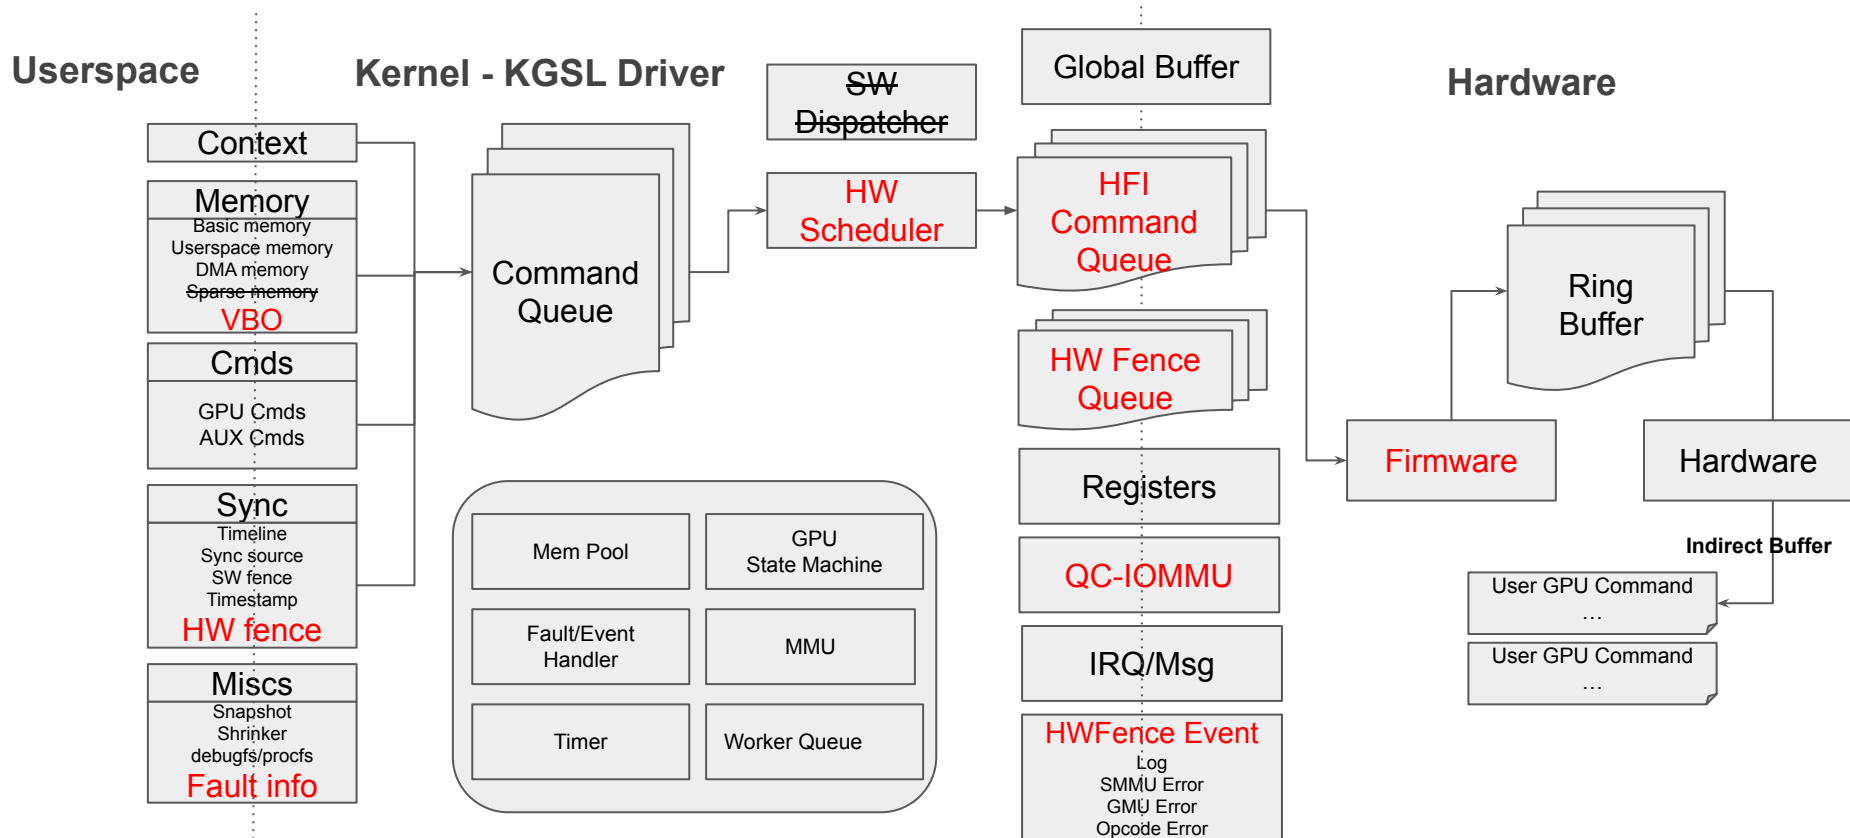 Userspace
Kernel - KGSL Driver
Hardware
Context
Memory
Basic memory
Userspace memory
DMA memory
Sparse memory
VBO
Cmds
GPU Cmds
AUX Cmds
Sync
Timeline
Sync source
SW fence
Timestamp
HW fence
Miscs
Snapshot
Shrinker
debugfs/procfs
Fault info
Command
Queue
Mem Pool
GPU
State Machine
Fault/Event
Handler
MMU
Timer
Worker Queue
SW
Dispatcher
HW
Scheduler
Global Buffer
HFI
Command
Queue
HW Fence
Queue
Registers
QC-IOMMU
IRQ/Msg
HWFence Event
Log
SMMU Error
GMU Error
Opcode Error
Firmware
Ring
Buffer
Hardware
Indirect Buffer
User GPU Command
…
User GPU Command
…